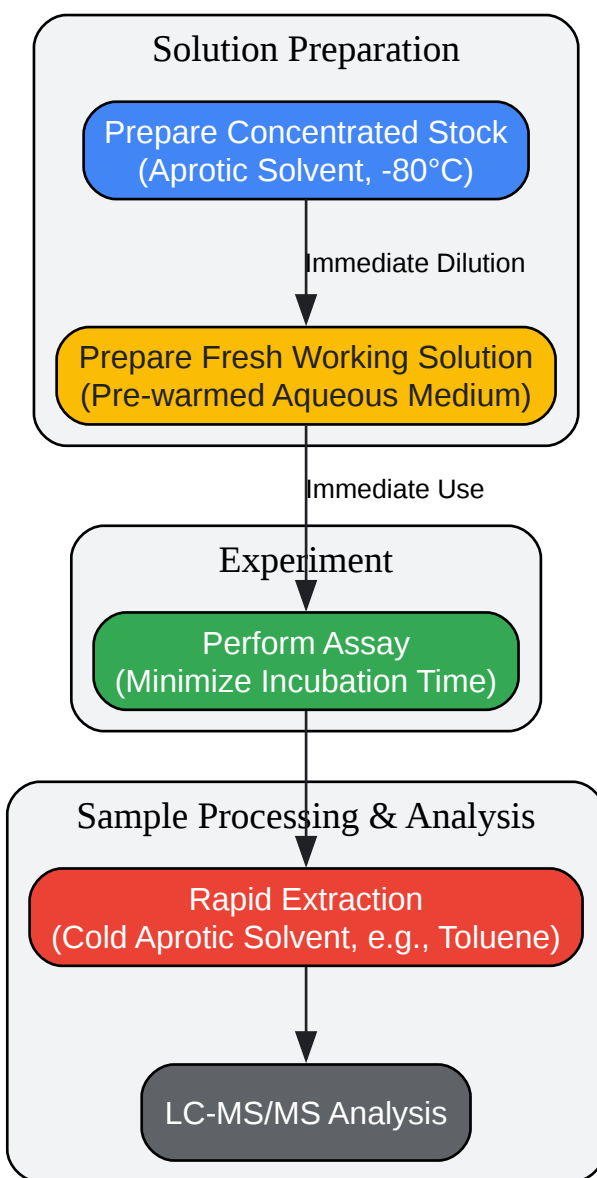 Solution Preparation
Prepare Concentrated Stock
(Aprotic Solvent, -80°C)
Immediate Dilution
Prepare Fresh Working Solution
(Pre-warmed Aqueous Medium)
Immediate Use
Experiment
Perform Assay
(Minimize Incubation Time)
Sample Processing & Analysis
Rapid Extraction
(Cold Aprotic Solvent, e.g., Toluene)
LC-MS/MS Analysis